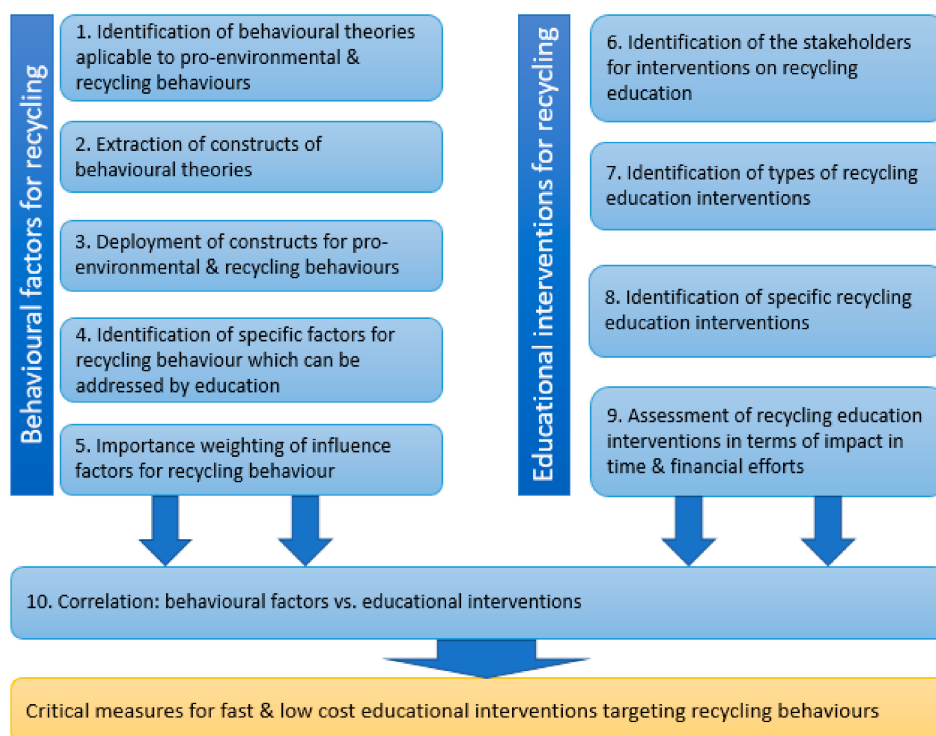 Behavioural factors for recycling
1. Identification of behavioural theories
aplicable to pro-environmental &
recycling behaviours
2. Extraction of constructs of
behavioural theories
3. Deployment of constructs for pro-
environmental & recycling behaviours
4. Identification of specific factors for
recycling behaviour which can be
addressed by education
5. Importance weighting of influence
factors for recycling behaviour
Educational interventions for recycling
6. Identification of the stakeholders
for interventions on recycling
education
7. Identification of types of recycling
education interventions
8. Identification of specific recycling
education interventions
9. Assessment of recycling education
interventions in terms of impact in
time & financial efforts
10. Correlation: behavioural factors vs. educational interventions
Critical measures for fast & low cost educational interventions targeting recycling behaviours